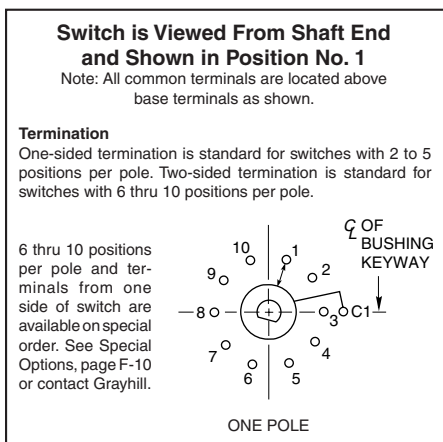 Switch is Viewed From Shaft End
and Shown in Position No. 1
Note: All common terminals are located above
base terminals as shown.
Termination
One-sided termination is standard for switches with 2 to 5
positions per pole. Two-sided termination is standard for
switches with 6 thru 10 positions per pole.
6 thru 10 positions
per pole and ter-
minals from one
side of switch are
available on special
order. See Special
Options, page F-10
or contact Grayhill.
℄ OF
BUSHING
KEYWAY
10
1
9
2
8
3
C1
7
4
6
5
ONE POLE